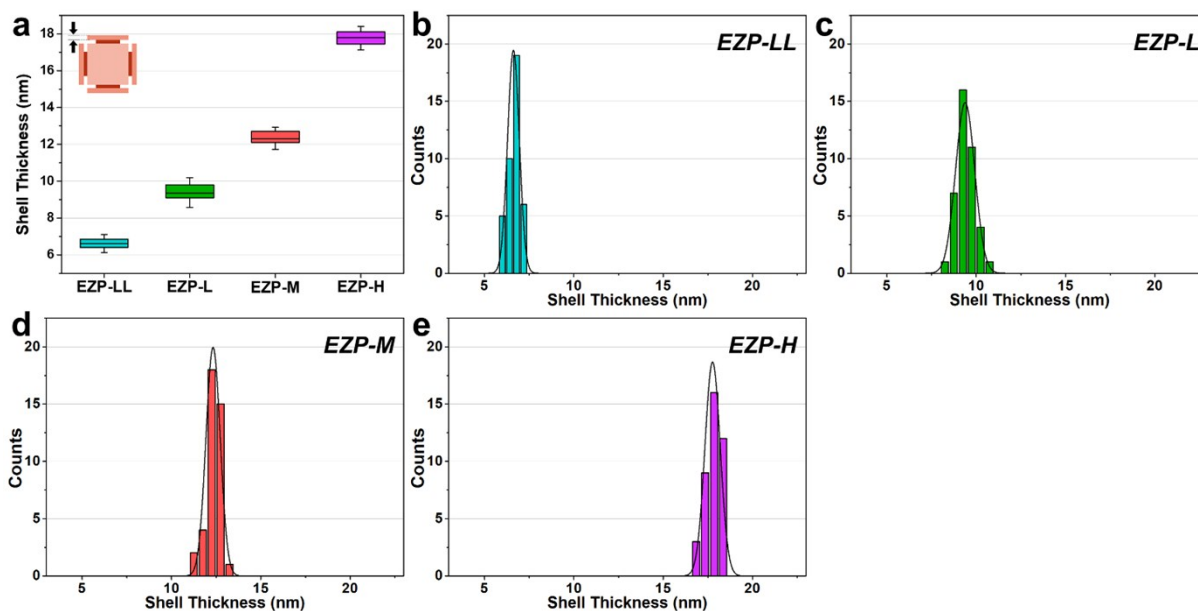 a
Shell Thickness (nm)
18
16
14
12
10
8
6
EZP-LL EZP-L EZP-M EZP-H
b
EZP-LL
Counts
20
15
10
5
0
5 10 15 20
Shell Thickness (nm)
c
EZP-L
Counts
20
15
10
5
0
5 10 15 20
Shell Thickness (nm)
d
EZP-M
Counts
20
15
10
5
0
5 10 15 20
Shell Thickness (nm)
e
EZP-H
Counts
20
15
10
5
0
5 10 15 20
Shell Thickness (nm)